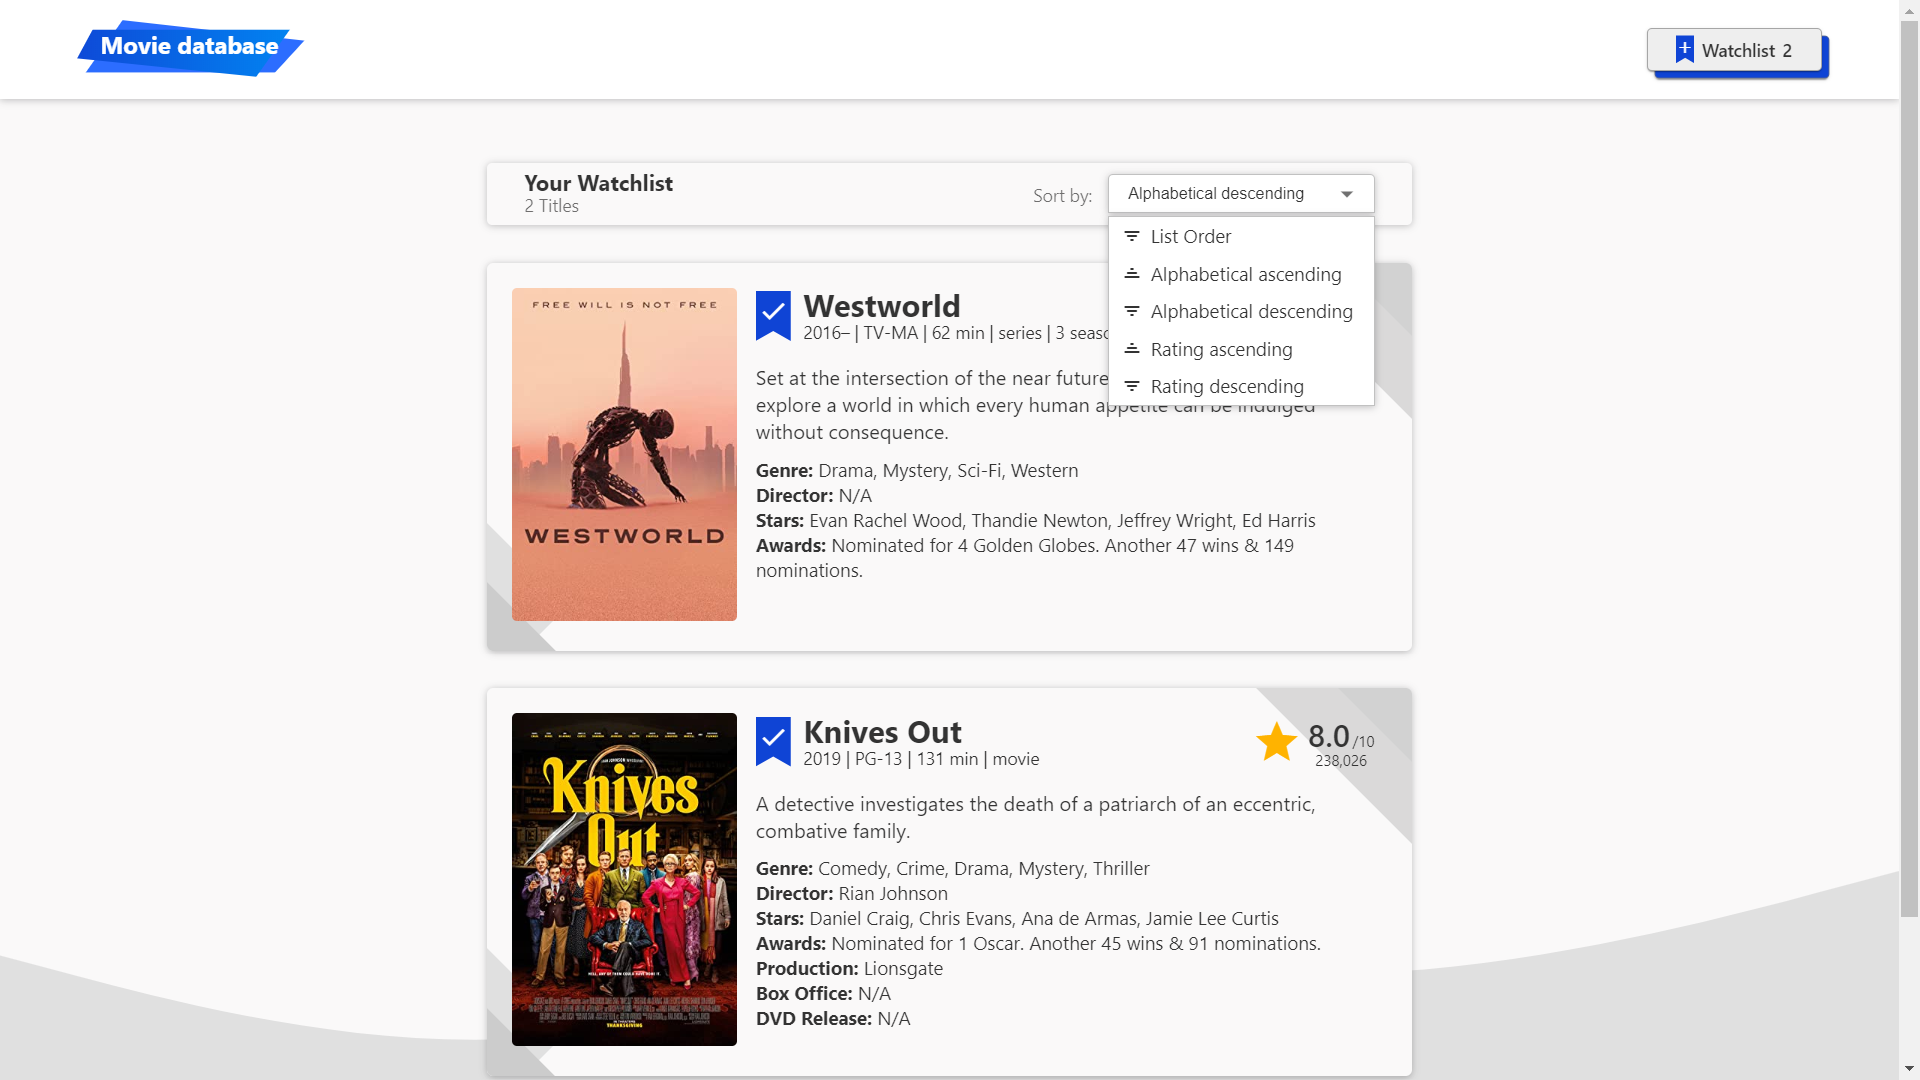 Movie database
Watchlist 2
Your Watchlist
2 Titles
Sort by:
Alphabetical descending
List Order
Alphabetical ascending
Alphabetical descending
Rating ascending
Rating descending
FREE WILL IS NOT FREE
WESTWORLD
Westworld
2016– | TV-MA | 62 min | series | 3
Set at the intersection of the near future
explore a world in which every human appetite can be indulged
without consequence.
Genre: Drama, Mystery, Sci-Fi, Western
Director: N/A
Stars: Evan Rachel Wood, Thandie Newton, Jeffrey Wright, Ed Harris
Awards: Nominated for 4 Golden Globes. Another 47 wins & 149
nominations.
Knives
Out
THANKSGIVING
Knives Out
2019 | PG-13 | 131 min | movie
8.0/10
238,026
A detective investigates the death of a patriarch of an eccentric,
combative family.
Genre: Comedy, Crime, Drama, Mystery, Thriller
Director: Rian Johnson
Stars: Daniel Craig, Chris Evans, Ana de Armas, Jamie Lee Curtis
Awards: Nominated for 1 Oscar. Another 45 wins & 91 nominations.
Production: Lionsgate
Box Office: N/A
DVD Release: N/A